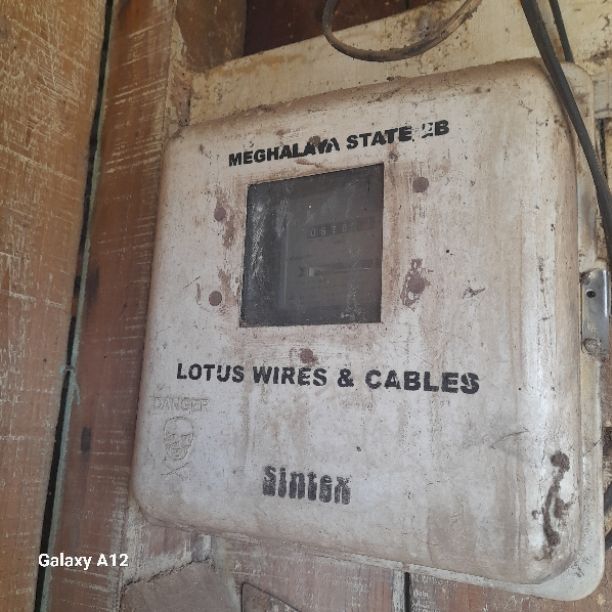 MEGHALAYA STATE EB
LOTUS WIRES & CABLES
DANGER
Sintex
Galaxy A12